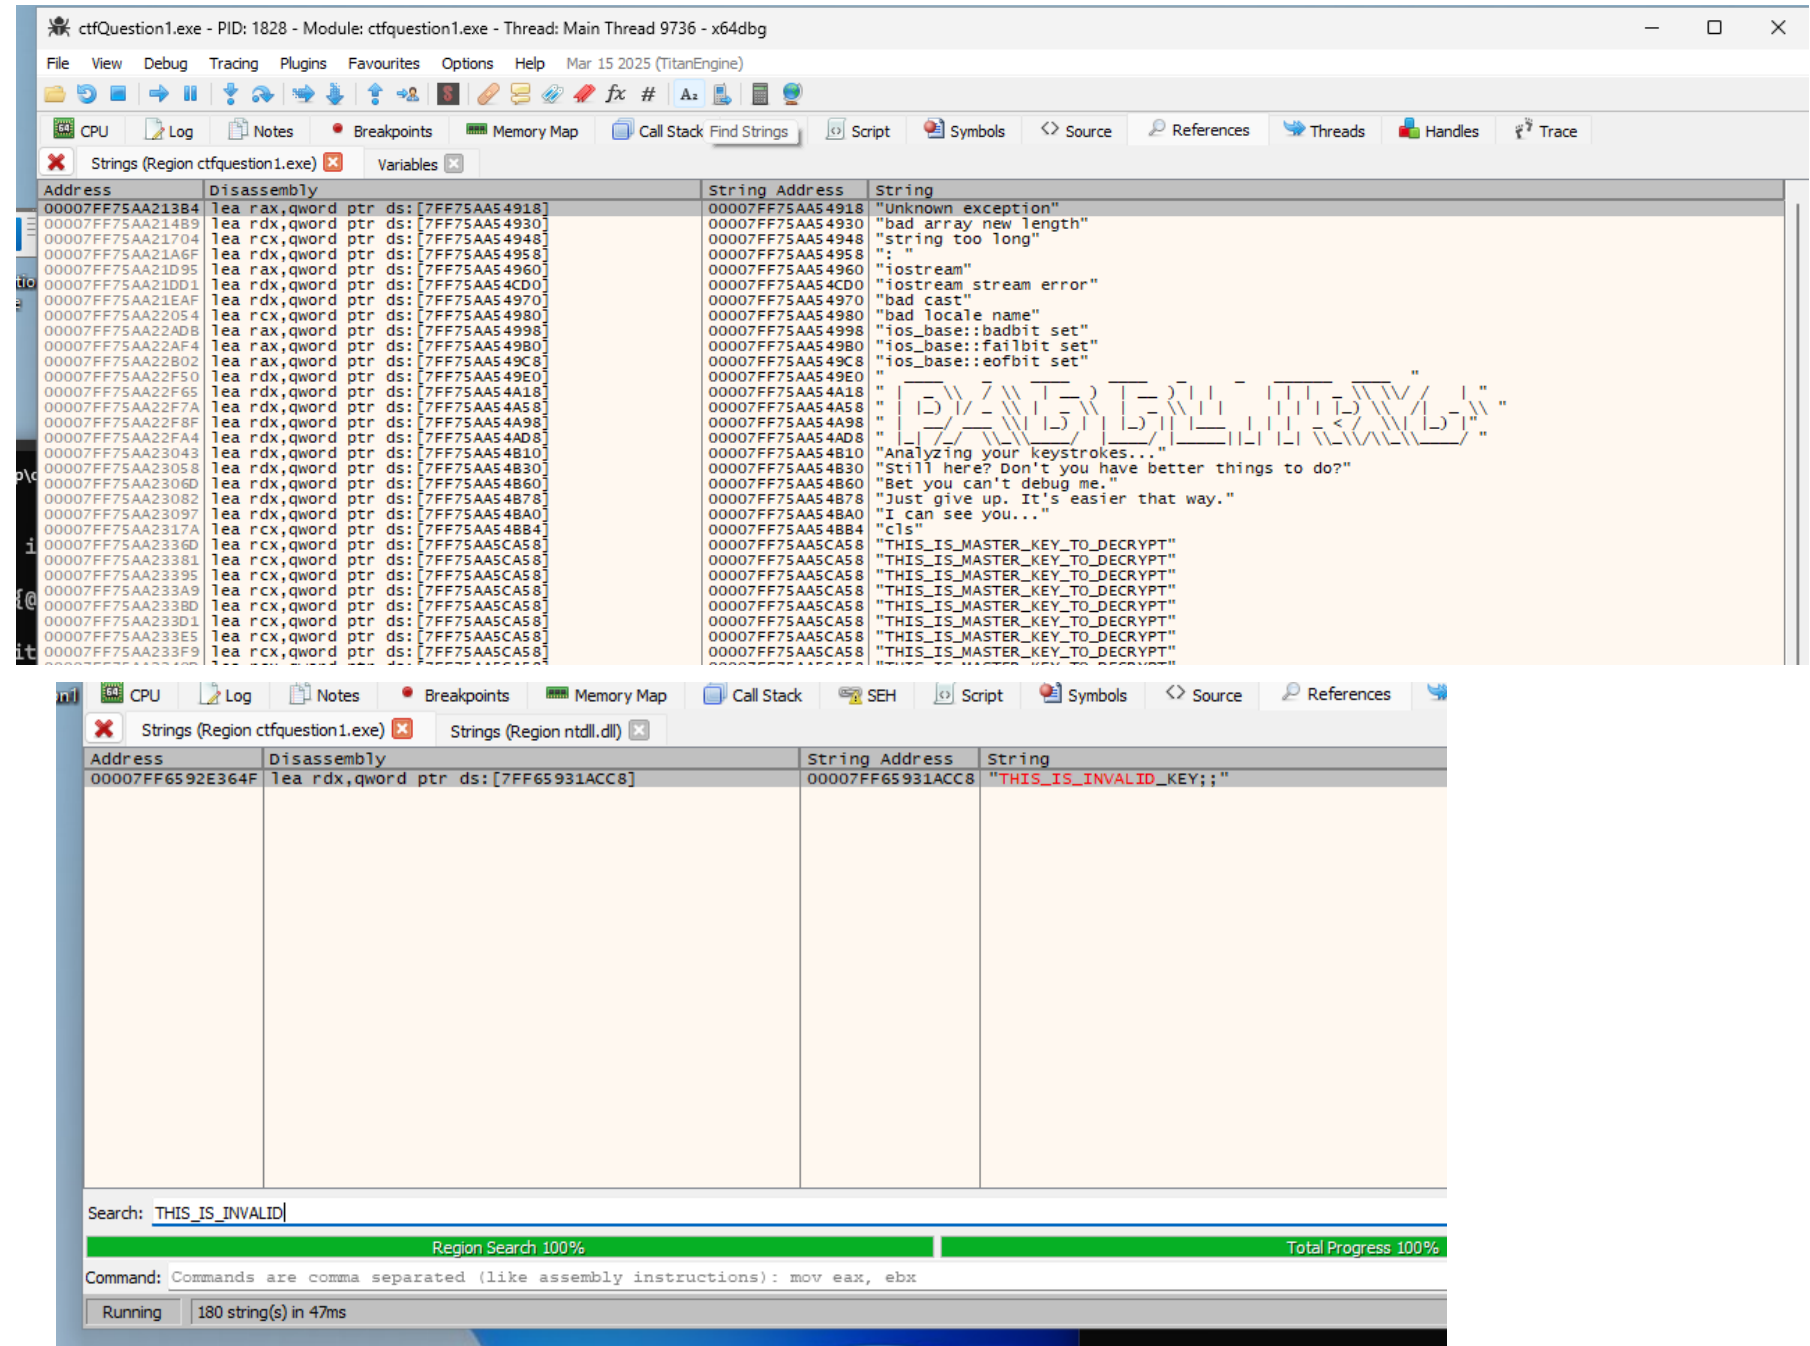 ctfQuestion1.exe - PID: 1828 - Module: ctfquestion1.exe - Thread: Main Thread 9736 - x64dbg
File View Debug Tracing Plugins Favourites Options Help Mar 15 2025 (TitanEngine)
CPU Log Notes Breakpoints Memory Map Call Stack Find Strings Script Symbols Source References Threads Handles Trace
Strings (Region ctfquestion1.exe) Variables
Address Disassembly String Address String
00007FF75AA213B4 lea rax,qword ptr ds:[7FF75AA54918] 00007FF75AA54918 "Unknown exception"
00007FF75AA214B9 lea rdx,qword ptr ds:[7FF75AA54930] 00007FF75AA54930 "bad array new length"
00007FF75AA21704 lea rcx,qword ptr ds:[7FF75AA54948] 00007FF75AA54948 "string too long"
00007FF75AA21A6F lea rdx,qword ptr ds:[7FF75AA54958] 00007FF75AA54958 ": "
00007FF75AA21D95 lea rax,qword ptr ds:[7FF75AA54960] 00007FF75AA54960 "iostream"
00007FF75AA21DD1 lea rdx,qword ptr ds:[7FF75AA54CD0] 00007FF75AA54CD0 "iostream stream error"
00007FF75AA21EAF lea rdx,qword ptr ds:[7FF75AA54970] 00007FF75AA54970 "bad cast"
00007FF75AA22054 lea rcx,qword ptr ds:[7FF75AA54980] 00007FF75AA54980 "bad locale name"
00007FF75AA22ADB lea rax,qword ptr ds:[7FF75AA54998] 00007FF75AA54998 "ios_base::badbit set"
00007FF75AA22AF4 lea rax,qword ptr ds:[7FF75AA549B0] 00007FF75AA549B0 "ios_base::failbit set"
00007FF75AA22B02 lea rax,qword ptr ds:[7FF75AA549C8] 00007FF75AA549C8 "ios_base::eofbit set"
00007FF75AA22F50 lea rdx,qword ptr ds:[7FF75AA549E0] 00007FF75AA549E0
00007FF75AA22F65 lea rdx,qword ptr ds:[7FF75AA54A18] 00007FF75AA54A18
00007FF75AA22F7A lea rdx,qword ptr ds:[7FF75AA54A58] 00007FF75AA54A58
00007FF75AA22F8F lea rdx,qword ptr ds:[7FF75AA54A98] 00007FF75AA54A98
00007FF75AA22FA4 lea rdx,qword ptr ds:[7FF75AA54AD8] 00007FF75AA54AD8
00007FF75AA23043 lea rdx,qword ptr ds:[7FF75AA54B10] 00007FF75AA54B10 "Analyzing your keystrokes..."
00007FF75AA23058 lea rdx,qword ptr ds:[7FF75AA54B30] 00007FF75AA54B30 "Still here? Don't you have better things to do?"
00007FF75AA2306D lea rdx,qword ptr ds:[7FF75AA54B60] 00007FF75AA54B60 "Bet you can't debug me."
00007FF75AA23082 lea rdx,qword ptr ds:[7FF75AA54B78] 00007FF75AA54B78 "Just give up. It's easier that way."
00007FF75AA23097 lea rdx,qword ptr ds:[7FF75AA54BA0] 00007FF75AA54BA0 "I can see you..."
00007FF75AA2317A lea rcx,qword ptr ds:[7FF75AA54BB4] 00007FF75AA54BB4 "cls"
00007FF75AA2336D lea rcx,qword ptr ds:[7FF75AA5CA58] 00007FF75AA5CA58 "THIS_IS_MASTER_KEY_TO_DECRYPT"
00007FF75AA23381 lea rcx,qword ptr ds:[7FF75AA5CA58] 00007FF75AA5CA58 "THIS_IS_MASTER_KEY_TO_DECRYPT"
00007FF75AA23395 lea rcx,qword ptr ds:[7FF75AA5CA58] 00007FF75AA5CA58 "THIS_IS_MASTER_KEY_TO_DECRYPT"
00007FF75AA233A9 lea rcx,qword ptr ds:[7FF75AA5CA58] 00007FF75AA5CA58 "THIS_IS_MASTER_KEY_TO_DECRYPT"
00007FF75AA233BD lea rcx,qword ptr ds:[7FF75AA5CA58] 00007FF75AA5CA58 "THIS_IS_MASTER_KEY_TO_DECRYPT"
00007FF75AA233D1 lea rcx,qword ptr ds:[7FF75AA5CA58] 00007FF75AA5CA58 "THIS_IS_MASTER_KEY_TO_DECRYPT"
00007FF75AA233E5 lea rcx,qword ptr ds:[7FF75AA5CA58] 00007FF75AA5CA58 "THIS_IS_MASTER_KEY_TO_DECRYPT"
00007FF75AA233F9 lea rcx,qword ptr ds:[7FF75AA5CA58] 00007FF75AA5CA58 "THIS_IS_MASTER_KEY_TO_DECRYPT"
CPU Log Notes Breakpoints Memory Map Call Stack SEH Script Symbols Source References
Strings (Region ctfquestion1.exe) Strings (Region ntdll.dll)
Address Disassembly String Address String
00007FF6592E364F lea rdx,qword ptr ds:[7FF65931ACC8] 00007FF65931ACC8 "THIS_IS_INVALID_KEY;;"
Search: THIS_IS_INVALID
Region Search 100% Total Progress 100%
Command: Commands are comma separated (like assembly instructions): mov eax, ebx
Running 180 string(s) in 47ms